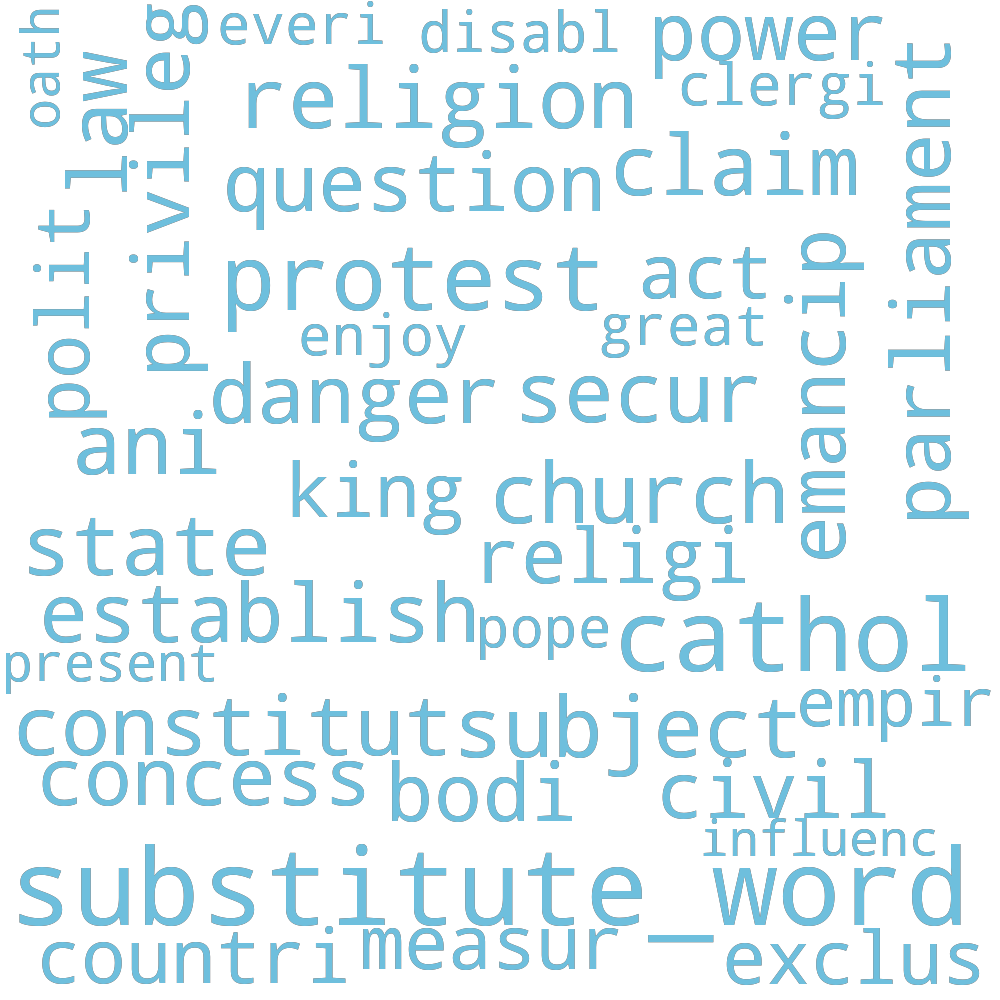 oath
law
privileg
everi
disabl
power
clergi
religion
parliament
question
claim
polit
protest
act
emancip
enjoy
great
danger
secur
ani
king
church
state
religi
establish
pope
cathol
present
constitut
subject
empir
concess
bodi
civil
influenc
substitute_word
countri
measur
exclus